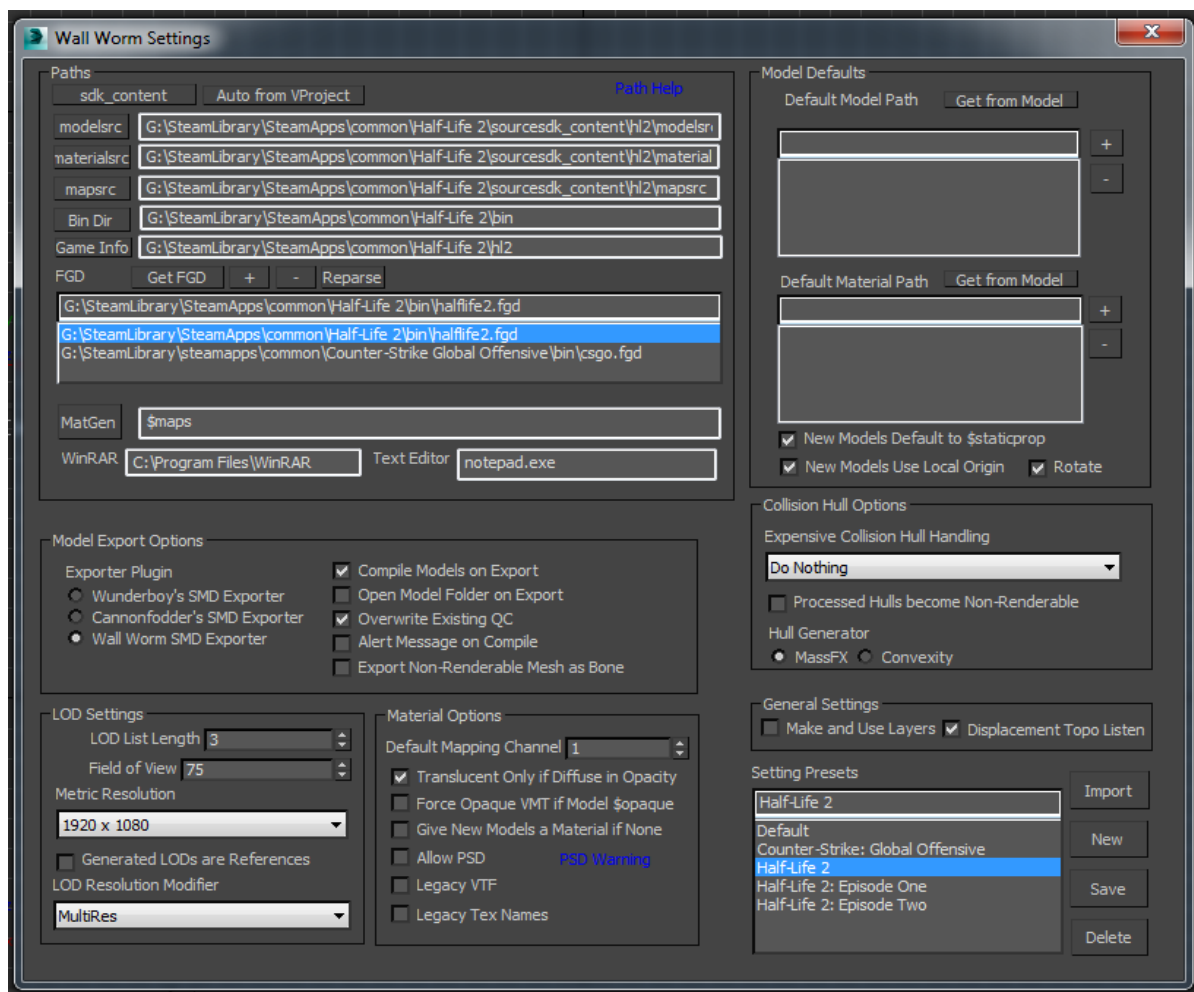 Wall Worm Settings
Paths
sdk_content Auto from VProject Path Help
modelsrc G:\SteamLibrary\SteamApps\common\Half-Life 2\sourcesdk_content\hl2\modelsr
materialsrc G:\SteamLibrary\SteamApps\common\Half-Life 2\sourcesdk_content\hl2\material
mapsrc G:\SteamLibrary\SteamApps\common\Half-Life 2\sourcesdk_content\hl2\mapsrc
Bin Dir G:\SteamLibrary\SteamApps\common\Half-Life 2\bin
Game Info G:\SteamLibrary\SteamApps\common\Half-Life 2\hl2
FGD Get FGD + - Reparse
G:\SteamLibrary\SteamApps\common\Half-Life 2\bin\halflife2.fgd
G:\SteamLibrary\SteamApps\common\Half-Life 2\bin\halflife2.fgd
G:\SteamLibrary\steamapps\common\Counter-Strike Global Offensive\bin\csgo.fgd
MatGen $maps
WinRAR C:\Program Files\WinRAR Text Editor notepad.exe
Model Defaults
Default Model Path Get from Model
+
-
Default Material Path Get from Model
+
-
New Models Default to $staticprop
New Models Use Local Origin Rotate
Model Export Options
Exporter Plugin
Wunderboy's SMD Exporter
Cannonfodder's SMD Exporter
Wall Worm SMD Exporter
Compile Models on Export
Open Model Folder on Export
Overwrite Existing QC
Alert Message on Compile
Export Non-Renderable Mesh as Bone
Collision Hull Options
Expensive Collision Hull Handling
Do Nothing
Processed Hulls become Non-Renderable
Hull Generator
MassFX Convexity
LOD Settings
LOD List Length 3
Field of View 75
Metric Resolution
1920 x 1080
Generated LODs are References
LOD Resolution Modifier
MultiRes
Material Options
Default Mapping Channel 1
Translucent Only if Diffuse in Opacity
Force Opaque VMT if Model $opaque
Give New Models a Material if None
Allow PSD PSD Warning
Legacy VTF
Legacy Tex Names
General Settings
Make and Use Layers Displacement Topo Listen
Setting Presets
Half-Life 2
Default
Counter-Strike: Global Offensive
Half-Life 2
Half-Life 2: Episode One
Half-Life 2: Episode Two
Import
New
Save
Delete